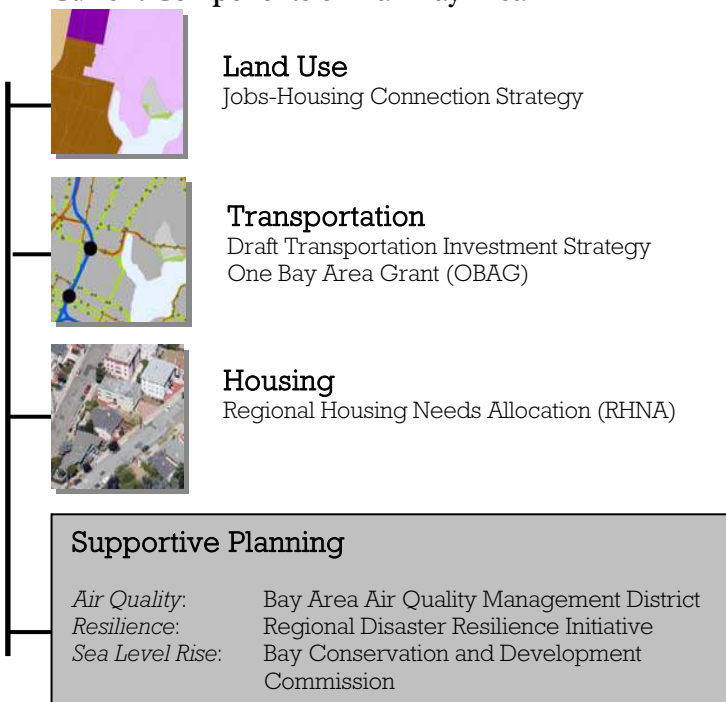 Land Use
Jobs-Housing Connection Strategy
Transportation
Draft Transportation Investment Strategy
One Bay Area Grant (OBAG)
Housing
Regional Housing Needs Allocation (RHNA)
Supportive Planning
Air Quality: Bay Area Air Quality Management District
Resilience: Regional Disaster Resilience Initiative
Sea Level Rise: Bay Conservation and Development
Commission